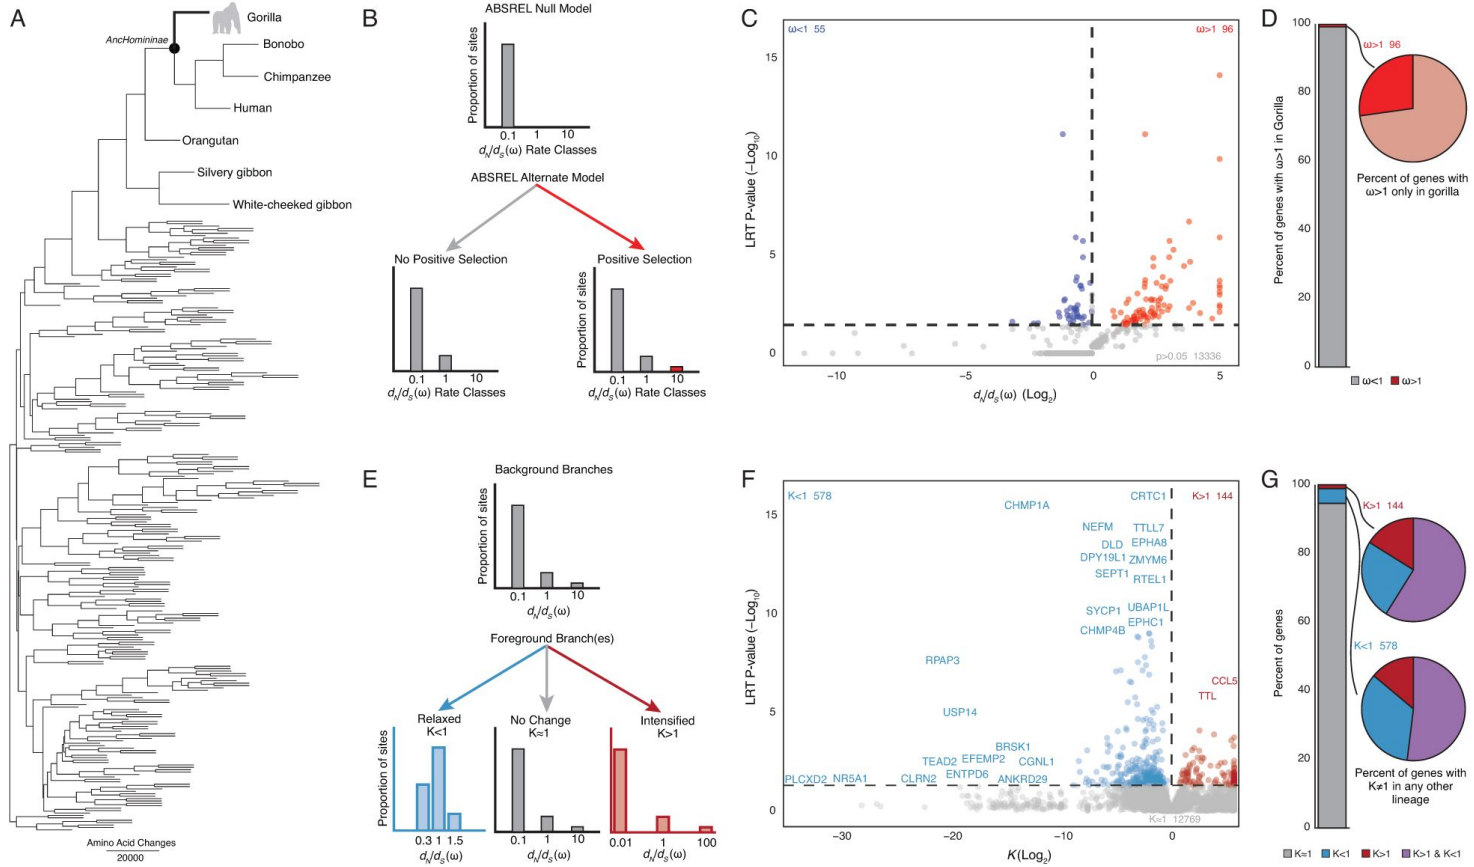 A
Gorilla
AncHomininae
Bonobo
Chimpanzee
Human
Orangutan
Silvery gibbon
White-cheeked gibbon
Amino Acid Changes
20000
B
ABSREL Null Model
Proportion of sites
0.1 1 10
dN/dS(ω) Rate Classes
ABSREL Alternate Model
No Positive Selection
Positive Selection
Proportion of sites
0.1 1 10
dN/dS(ω) Rate Classes
Proportion of sites
0.1 1 10
dN/dS(ω) Rate Classes
C
ω<1 55
ω>1 96
LRT P-value (−Log10)
15
10
5
0
p>0.05 13336
−10 −5 0 5
dN/dS(ω) (Log2)
D
Percent of genes with ω>1 in Gorilla
100
80
60
40
20
0
ω>1 96
Percent of genes with
ω>1 only in gorilla
ω<1 ω>1
E
Background Branches
Proportion of sites
0.1 1 10
dN/dS(ω)
Foreground Branch(es)
Relaxed
K<1
No Change
K≈1
Intensified
K>1
Proportion of sites
0.3 1 1.5
dN/dS(ω)
0.1 1 10
dN/dS(ω)
0.01 1 100
dN/dS(ω)
F
K<1 578
K>1 144
LRT P-value (−Log10)
15
10
5
0
CRTC1
CHMP1A
NEFM TTLL7
DLD EPHA8
DPY19L1 ZMYM6
SEPT1 RTEL1
SYCP1 UBAP1L
CHMP4B EPHC1
RPAP3
CCL5
TTL
USP14
BRSK1
TEAD2 EFEMP2 CGNL1
PLCXD2 NR5A1 CLRN2 ENTPD6 ANKRD29
K≈1 12769
−30 −20 −10 0
K(Log2)
G
Percent of genes
100
80
60
40
20
0
K>1 144
K<1 578
Percent of genes with
K≠1 in any other
lineage
K≈1 K<1 K>1 K>1 & K<1